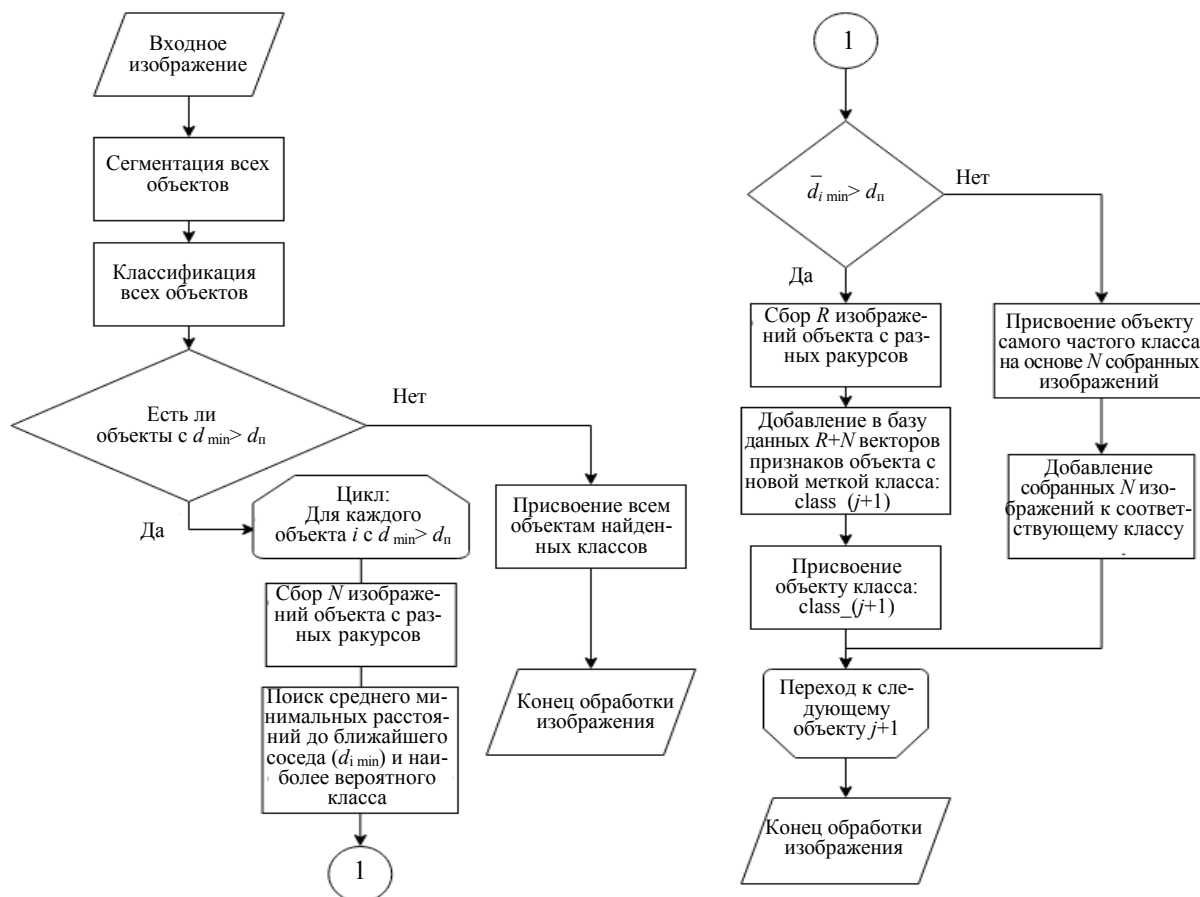 Входное
изображение
Сегментация всех
объектов
Классификация
всех объектов
Есть ли
объекты с d min> dп
Нет
Да
Цикл:
Для каждого
объекта i с d min> dп
Сбор N изображе-
ний объекта с раз-
ных ракурсов
Поиск среднего ми-
нимальных расстоя-
ний до ближайшего
соседа (di min) и наи-
более вероятного
класса
1
Присвоение всем
объектам найден-
ных классов
Конец обработки
изображения
1
d̅i min> dп
Нет
Да
Сбор R изображе-
ний объекта с раз-
ных ракурсов
Добавление в базу
данных R+N векторов
признаков объекта с
новой меткой класса:
class_(j+1)
Присвоение
объекту класса:
class_(j+1)
Присвоение объекту
самого частого класса
на основе N собранных
изображений
Добавление
собранных N изо-
бражений к соответ-
ствующему классу
Переход к сле-
дующему
объекту j+1
Конец обработки
изображения